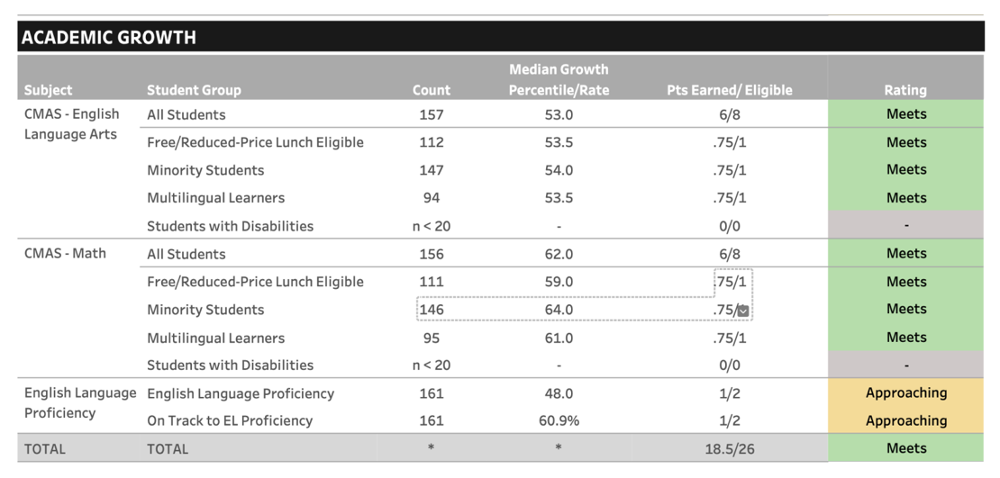 ACADEMIC GROWTH
Median Growth
Subject Student Group Count Percentile/Rate Pts Earned/ Eligible Rating
CMAS - English All Students 157 53.0 6/8 Meets
Language Arts
Free/Reduced-Price Lunch Eligible 112 53.5 .75/1 Meets
Minority Students 147 54.0 .75/1 Meets
Multilingual Learners 94 53.5 .75/1 Meets
Students with Disabilities n < 20 - 0/0 -
CMAS - Math All Students 156 62.0 6/8 Meets
Free/Reduced-Price Lunch Eligible 111 59.0 .75/1 Meets
Minority Students 146 64.0 .75/ Meets
Multilingual Learners 95 61.0 .75/1 Meets
Students with Disabilities n < 20 - 0/0 -
English Language English Language Proficiency 161 48.0 1/2 Approaching
Proficiency
On Track to EL Proficiency 161 60.9% 1/2 Approaching
TOTAL TOTAL * * 18.5/26 Meets